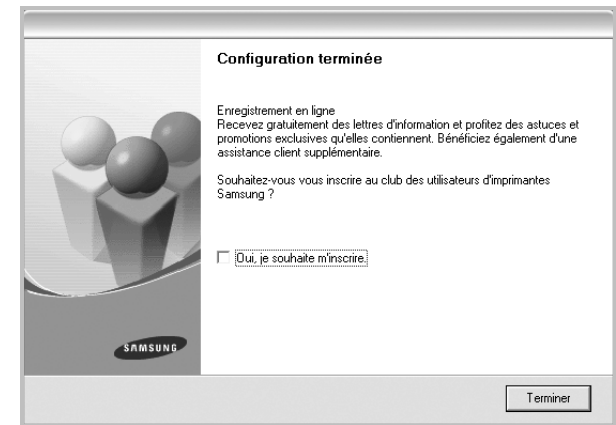 Configuration terminée
Enregistrement en ligne
Recevez gratuitement des lettres d'information et profitez des astuces et
promotions exclusives qu'elles contiennent. Bénéficiez également d'une
assistance client supplémentaire.
Souhaitez-vous vous inscrire au club des utilisateurs d'imprimantes
Samsung ?
Oui, je souhaite m'inscrire.
SAMSUNG
Terminer